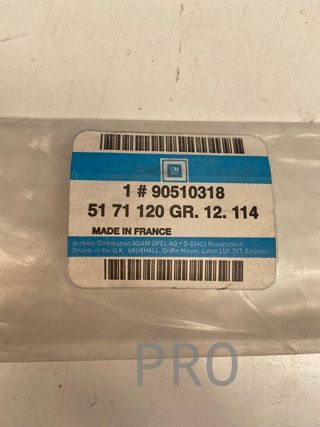 GM
1 # 90510318
51 71 120 GR. 12. 114
MADE IN FRANCE
Vertrieb/Distribution ADAM OPEL AG • D-65423 Rüsselsheim
Distrib. in the U.K.: VAUXHALL, Griffin House, Luton LU1 3YT, England
PRO